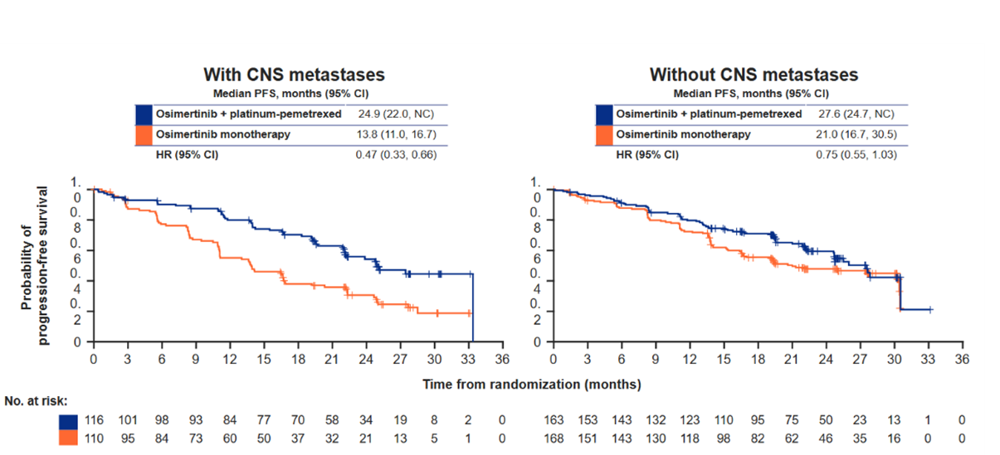 With CNS metastases
Median PFS, months (95% CI)
Osimertinib + platinum-pemetrexed 24.9 (22.0, NC)
Osimertinib monotherapy 13.8 (11.0, 16.7)
HR (95% CI) 0.47 (0.33, 0.66)
Without CNS metastases
Median PFS, months (95% CI)
Osimertinib + platinum-pemetrexed 27.6 (24.7, NC)
Osimertinib monotherapy 21.0 (16.7, 30.5)
HR (95% CI) 0.75 (0.55, 1.03)
Probability of
progression-free survival
1.
0
0.
8
0.
6
0.
4
0.
2
0
0 3 6 9 12 15 18 21 24 27 30 33 36
1.
0
0.
8
0.
6
0.
4
0.
2
0
0 3 6 9 12 15 18 21 24 27 30 33 36
Time from randomization (months)
No. at risk:
116 101 98 93 84 77 70 58 34 19 8 2 0
110 95 84 73 60 50 37 32 21 13 5 1 0
163 153 143 132 123 110 95 75 50 23 13 1 0
168 151 143 130 118 98 82 62 46 35 16 0 0